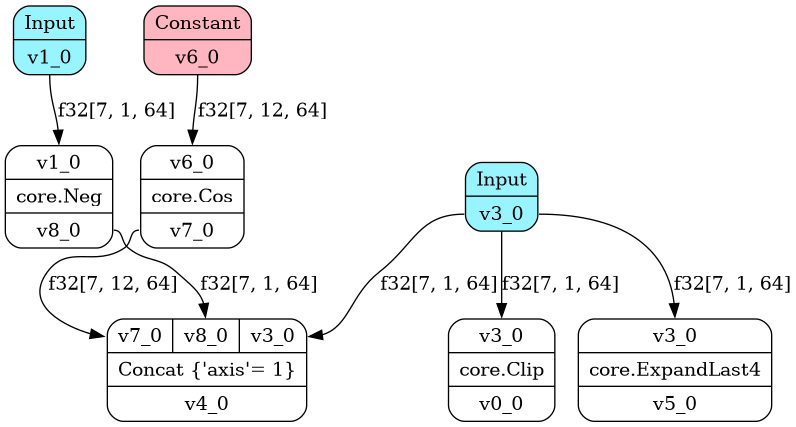 Input
v1_0
Constant
v6_0
f32[7, 1, 64]
f32[7, 12, 64]
v1_0
core.Neg
v8_0
v6_0
core.Cos
v7_0
Input
v3_0
f32[7, 12, 64]
f32[7, 1, 64]
f32[7, 1, 64]
f32[7, 1, 64]
f32[7, 1, 64]
v7_0 v8_0 v3_0
Concat {'axis'= 1}
v4_0
v3_0
core.Clip
v0_0
v3_0
core.ExpandLast4
v5_0